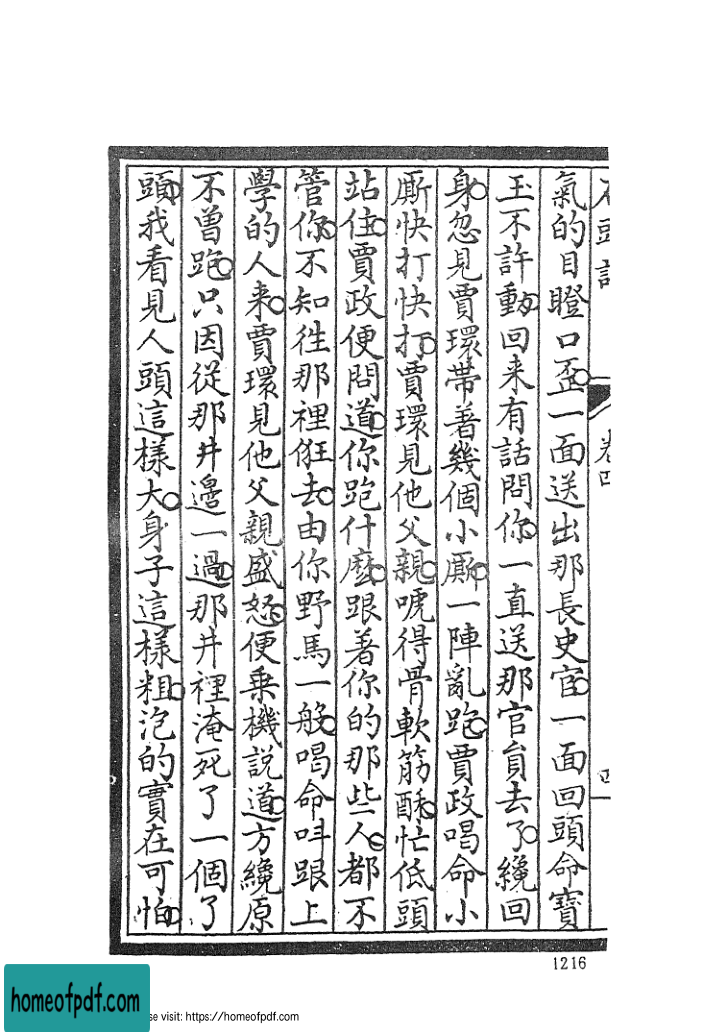 石頭記 卷四
氣的目瞪口歪。一面送出那長史官。一面回頭命寶
玉不許動。回来有話問你。一直送那官員去了。纔回
身。忽見賈環帶著幾個小厮。一陣亂跑。賈政喝命小
厮快打快打。賈環見他父親。唬得骨軟筋酥。忙低頭
站住。賈政便問道。你跑什麽。跟著你的那些人。都不
管你。不知徃那裡逛去。由你野馬一般。喝命呌跟上
學的人来。賈環見他父親盛怒。便乗機説道。方纔原
不曾跑。只因從那井邊一過。那井裡淹死了一個了
頭。我看見人頭這樣大。身子這樣粗。泡的實在可怕。
1216
homeofpdf.com
se visit: https://homeofpdf.com